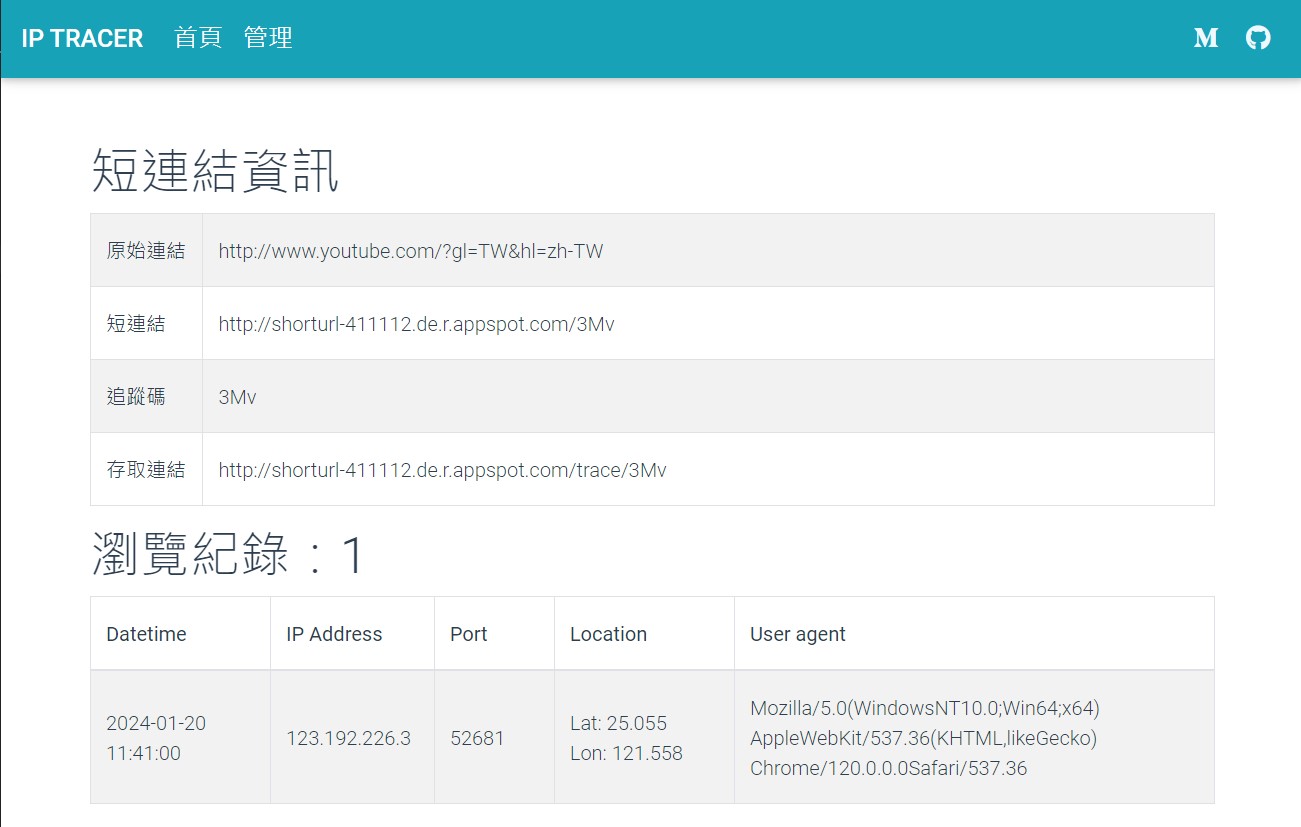 IP TRACER 首頁 管理
短連結資訊
原始連結 http://www.youtube.com/?gl=TW&hl=zh-TW
短連結 http://shorturl-411112.de.r.appspot.com/3Mv
追蹤碼 3Mv
存取連結 http://shorturl-411112.de.r.appspot.com/trace/3Mv
瀏覽紀錄：1
Datetime IP Address Port Location User agent
2024-01-20
11:41:00
123.192.226.3
52681
Lat: 25.055
Lon: 121.558
Mozilla/5.0(WindowsNT10.0;Win64;x64)
AppleWebKit/537.36(KHTML,likeGecko)
Chrome/120.0.0.0Safari/537.36